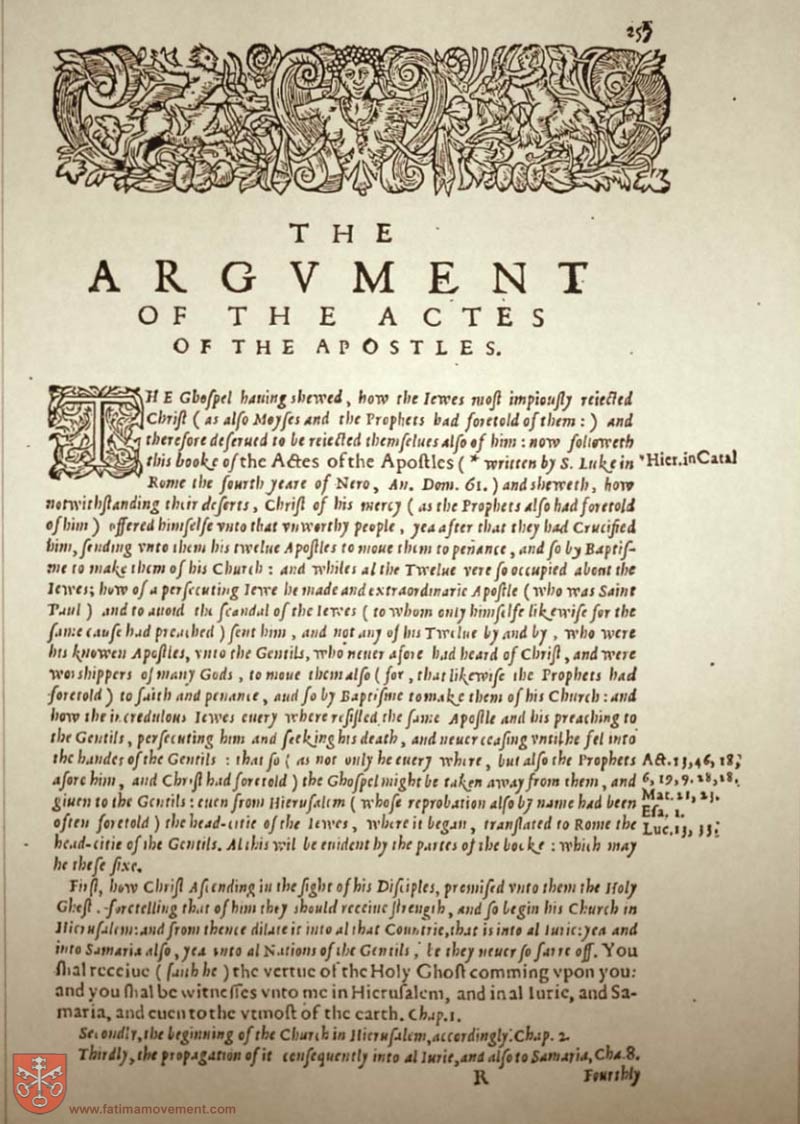 257
THE
ARGVMENT
OF THE ACTES
OF THE APOSTLES.
THE Ghoſpel hauing shewed, how the Iewes moſt impiouſly reiected
Chriſt (as alſo Moyſes and the Prophets had foretold of them:) and
therefore deſerued to be reiected themſelues alſo of him: now followeth
this booke of the Actes of the Apoſtles (* written by S. Luke in
*Hier. in Catal
Rome the fourth yeare of Nero, An. Dom. 61.) and sheweth, how
notwithſtanding their deſerts, Chriſt of his mercy (as the Prophets alſo had foretold
of him) offered himſelfe vnto that vnworthy people, yea after that they had Crucified
him, ſending vnto them his twelue Apoſtles to moue them to penance, and ſo by Baptiſ-
me to make them of his Church: and whiles al the Twelue vere ſo occupied about the
Iewes; how of a perſecuting Iewe he made and extraordinarie Apoſtle (who was Saint
Paul) and to auoid the ſcandal of the Iewes (to whom only himſelfe likewiſe for the
ſame cauſe had preached) ſent him, and not any of his Twelue by and by, who were
his knowen Apoſtles, vnto the Gentils, who neuer afore had heard of Chriſt, and were
worshippers of many Gods, to moue them alſo (for, that likewiſe the Prophets had
foretold) to faith and penance, aud ſo by Baptiſme to make them of his Church: and
how the incredulous Iewes euery where reſiſted the ſame Apoſtle and his preaching to
the Gentils, perſecuting him and ſeeking his death, and neuer ceaſing vntil he fel into
the handes of the Gentils: that ſo (as not only he euery where, but alſo the Prophets
Act. 13, 46, 18;
afore him, and Chriſt had foretold) the Ghoſpel might be taken away from them, and
6, 19, 9. 28, 28.
giuen to the Gentils: euen from Hieruſalem (whoſe reprobation alſo by name had been
Mat. 21, 23.
Eſa. 1.
often foretold) the head-citie of the Iewes, where it began, tranſlated to Rome the
Luc. 13, 33;
head-citie of the Gentils. Al this wil be euident by the partes of the booke: which may
be theſe ſixe.
Firſt, how Chriſt Aſcending in the ſight of his Diſciples, promiſed vnto them the Holy
Ghoſt, foretelling that of him they should receiue ſtrength, and ſo begin his Church in
Hieruſalem: and from thence dilate it into al that Countrie, that is into al Iurie: yea and
into Samaria alſo, yea vnto al Nations of the Gentils, be they neuer ſo farre off. You
ſhal receiue (ſaith he) the vertue of the Holy Ghoſt comming vpon you:
and you ſhal be witneſſes vnto me in Hieruſalem, and in al Iurie, and Sa-
maria, and euen to the vtmoſt of the earth. Chap. 1.
Secondly, the beginning of the Church in Hieruſalem, accordingly. Chap. 2.
Thirdly, the propagation of it conſequently into al Iurie, and alſo to Samaria, Cha. 8.
R
Fourthly
www.fatimamovement.com